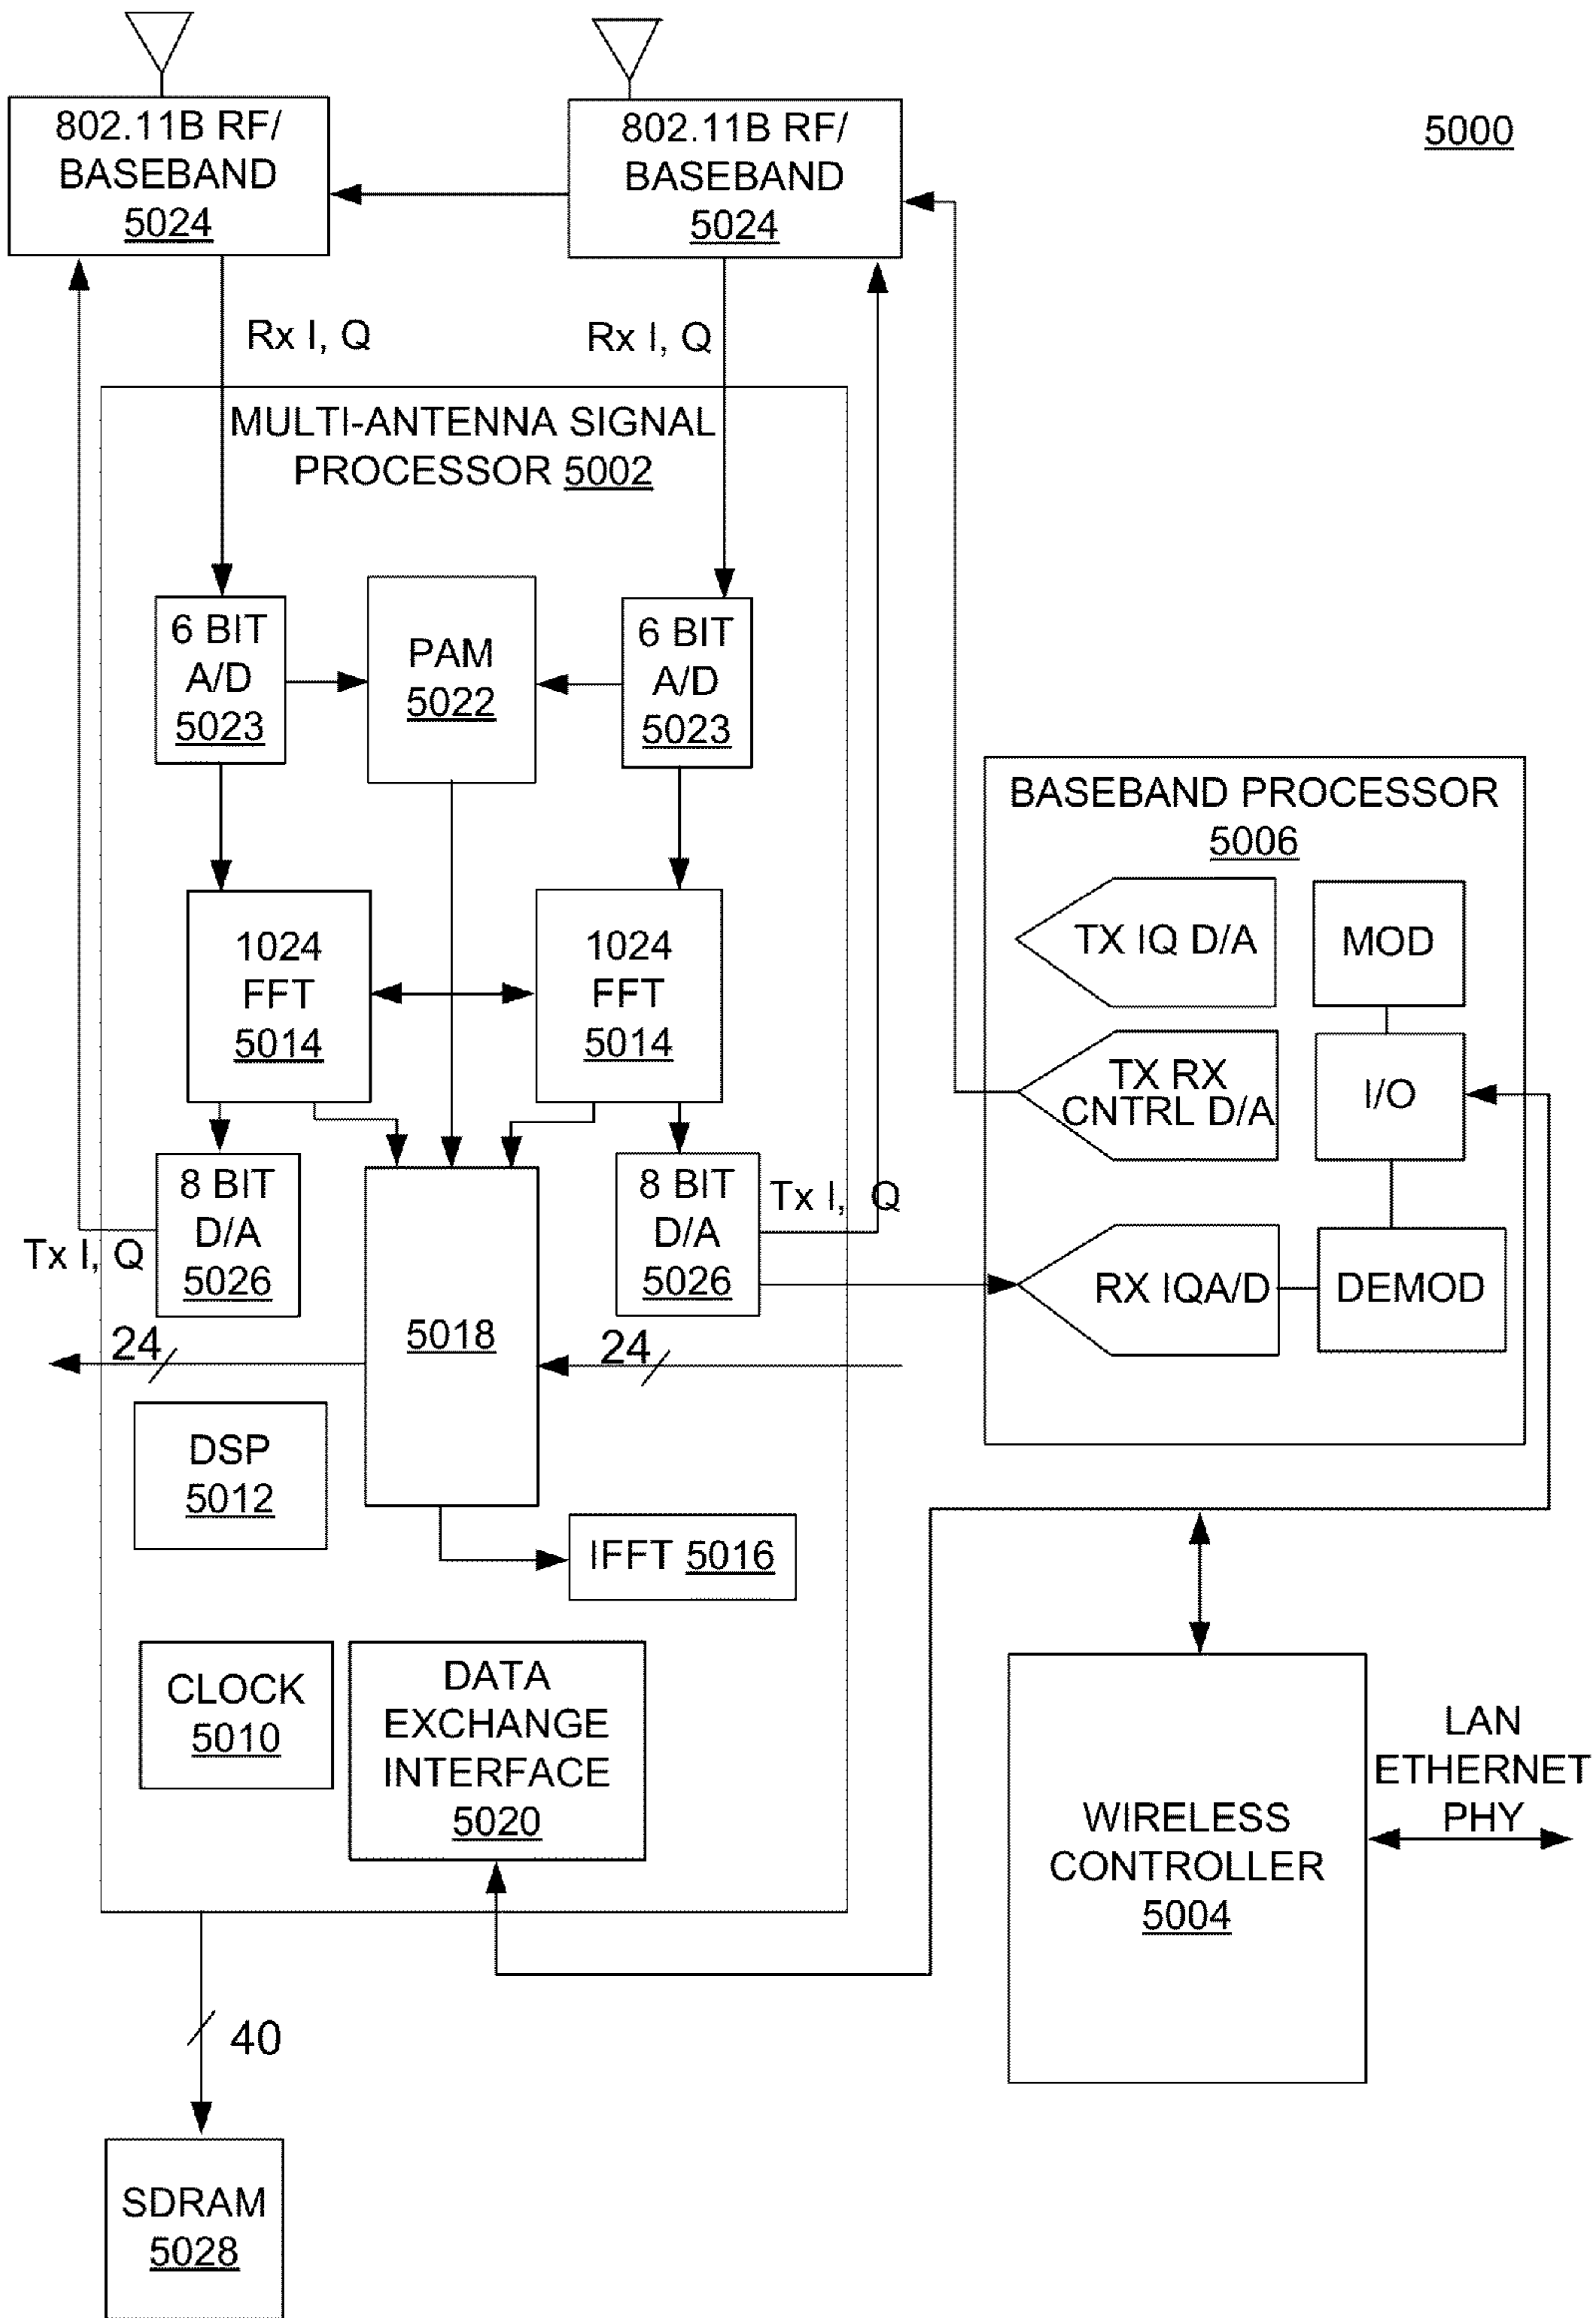 802.11B RF/
BASEBAND
5024
802.11B RF/
BASEBAND
5024
5000
Rx I, Q
Rx I, Q
MULTI-ANTENNA SIGNAL
PROCESSOR 5002
6 BIT
A/D
5023
PAM
5022
6 BIT
A/D
5023
BASEBAND PROCESSOR
5006
1024
FFT
5014
1024
FFT
5014
TX IQ D/A
MOD
TX RX
CNTRL D/A
I/O
8 BIT
D/A
5026
Tx I, Q
5018
8 BIT
D/A
5026
Tx I, Q
RX IQA/D
DEMOD
24
24
DSP
5012
IFFT 5016
CLOCK
5010
DATA
EXCHANGE
INTERFACE
5020
WIRELESS
CONTROLLER
5004
LAN
ETHERNET
PHY
40
SDRAM
5028